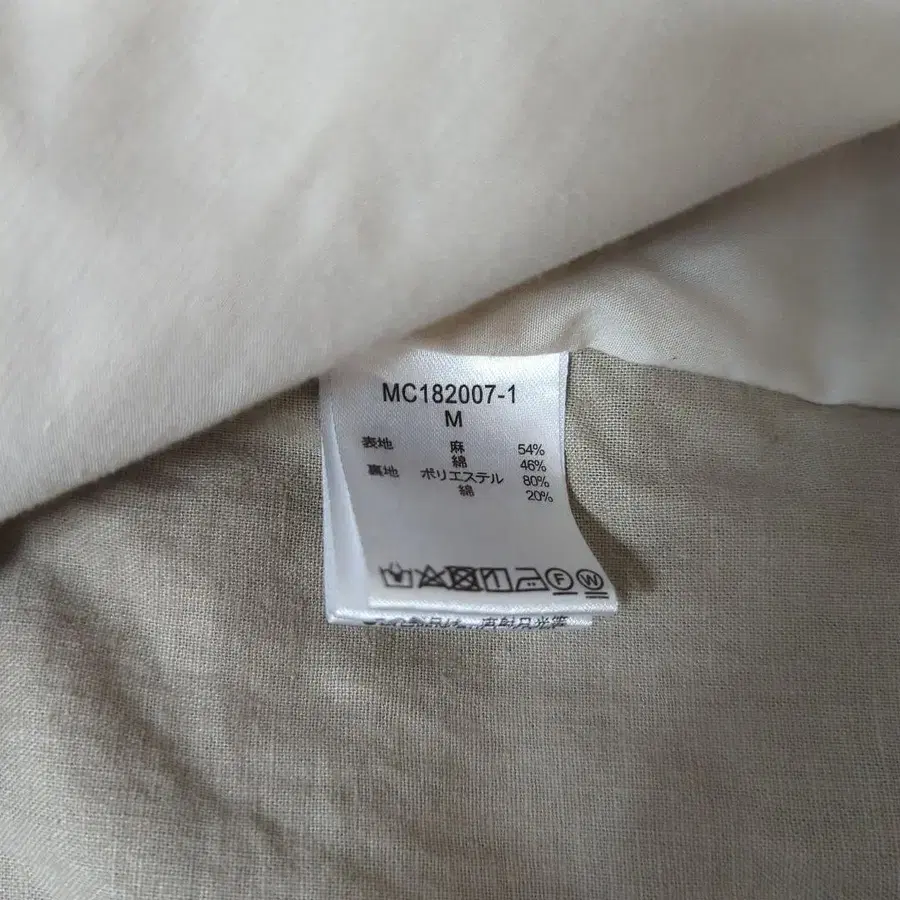 MC182007-1
M
表地 麻 54%
綿 46%
裏地 ポリエステル 80%
綿 20%
F W